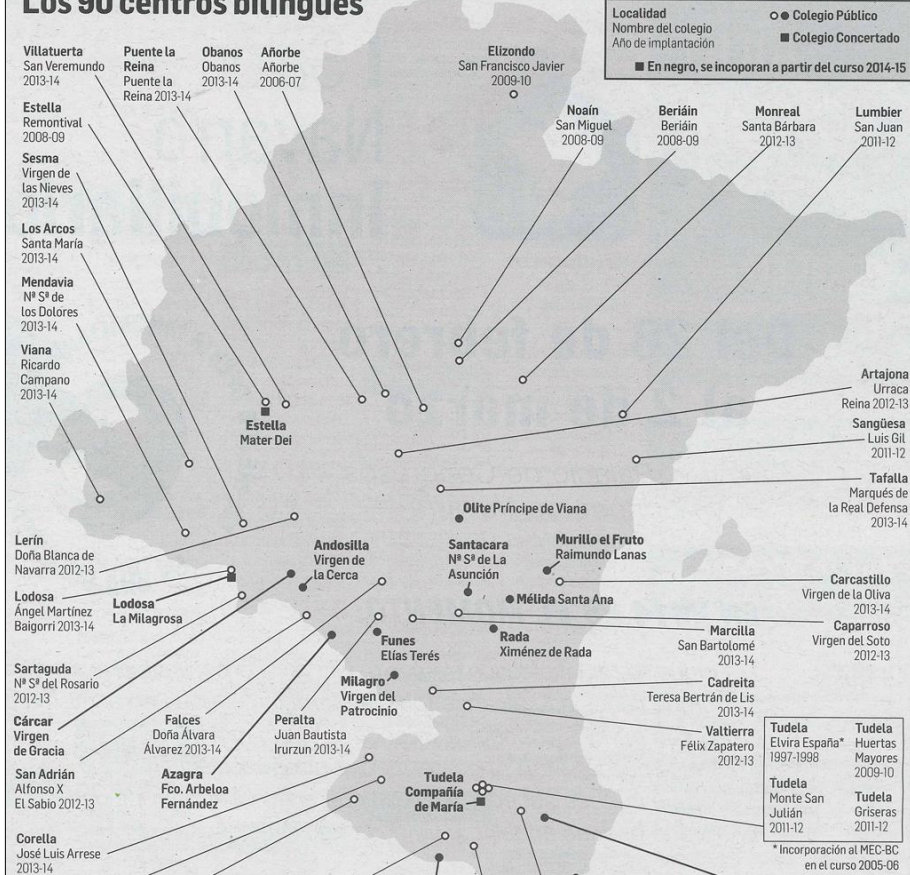 Los 90 centros bilingües
Localidad
Nombre del colegio
Año de implantación
Colegio Público
Colegio Concertado
En negro, se incoporan a partir del curso 2014-15
Villatuerta
San Veremundo
2013-14
Puente la
Reina
Puente la
Reina 2013-14
Obanos
Obanos
2013-14
Añorbe
Añorbe
2006-07
Elizondo
San Francisco Javier
2009-10
Noaín
San Miguel
2008-09
Beriáin
Beriáin
2008-09
Monreal
Santa Bárbara
2012-13
Lumbier
San Juan
2011-12
Estella
Remontival
2008-09
Sesma
Virgen de
las Nieves
2013-14
Los Arcos
Santa María
2013-14
Mendavia
Nª Sª de
los Dolores
2013-14
Viana
Ricardo
Campano
2013-14
Estella
Mater Dei
Artajona
Urraca
Reina 2012-13
Sangüesa
Luis Gil
2011-12
Tafalla
Marqués de
la Real Defensa
2013-14
Olite Príncipe de Viana
Lerín
Doña Blanca de
Navarra 2012-13
Andosilla
Virgen de
la Cerca
Santacara
Nª Sª de La
Asunción
Murillo el Fruto
Raimundo Lanas
Lodosa
Ángel Martínez
Baigorri 2013-14
Lodosa
La Milagrosa
Mélida Santa Ana
Carcastillo
Virgen de la Oliva
2013-14
Caparroso
Virgen del Soto
2012-13
Marcilla
San Bartolomé
2013-14
Funes
Elías Terés
Rada
Ximénez de Rada
Sartaguda
Nª Sª del Rosario
2012-13
Milagro
Virgen del
Patrocinio
Cadreita
Teresa Bertrán de Lis
2013-14
Cárcar
Virgen
de Gracia
Falces
Doña Álvara
Álvarez 2013-14
Peralta
Juan Bautista
Irurzun 2013-14
Valtierra
Félix Zapatero
2012-13
Tudela
Elvira España*
1997-1998
Tudela
Huertas
Mayores
2009-10
Tudela
Monte San
Julián
2011-12
Tudela
Griseras
2011-12
San Adrián
Alfonso X
El Sabio 2012-13
Azagra
Fco. Arbeloa
Fernández
Tudela
Compañía
de María
Corella
José Luis Arrese
2013-14
* Incorporación al MEC-BC
en el curso 2005-06